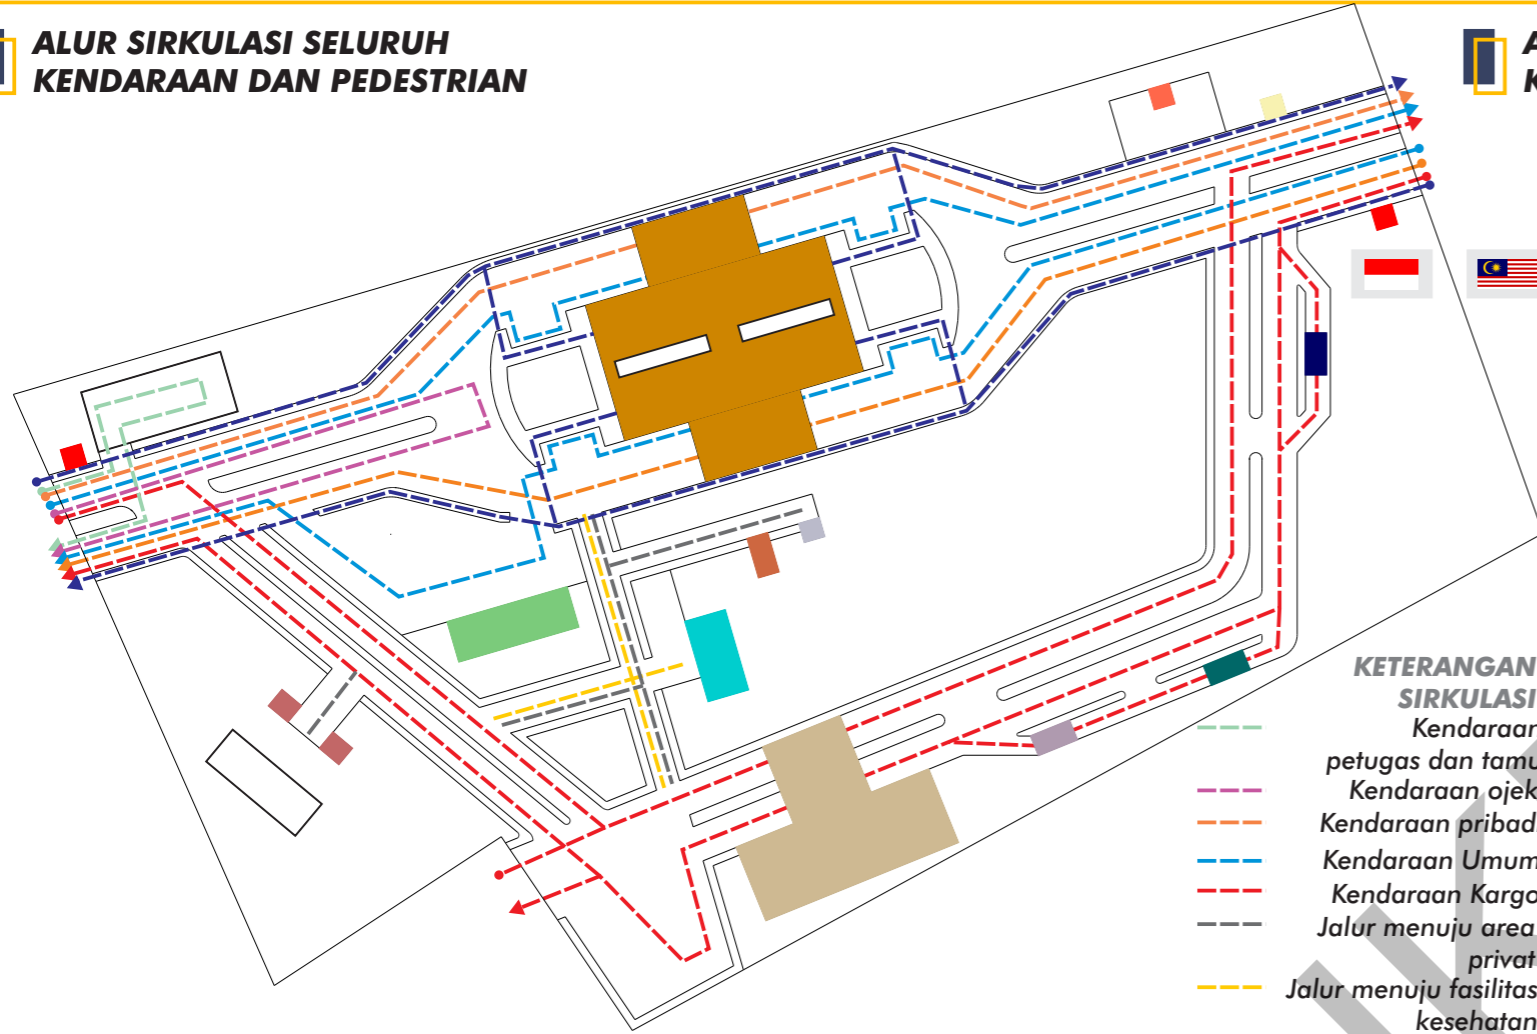 ALUR SIRKULASI SELURUH
KENDARAAN DAN PEDESTRIAN
KETERANGAN
SIRKULASI
Kendaraan
petugas dan tamu
Kendaraan ojek
Kendaraan pribadi
Kendaraan Umum
Kendaraan Kargo
Jalur menuju area
privat
Jalur menuju fasilitas
kesehatan